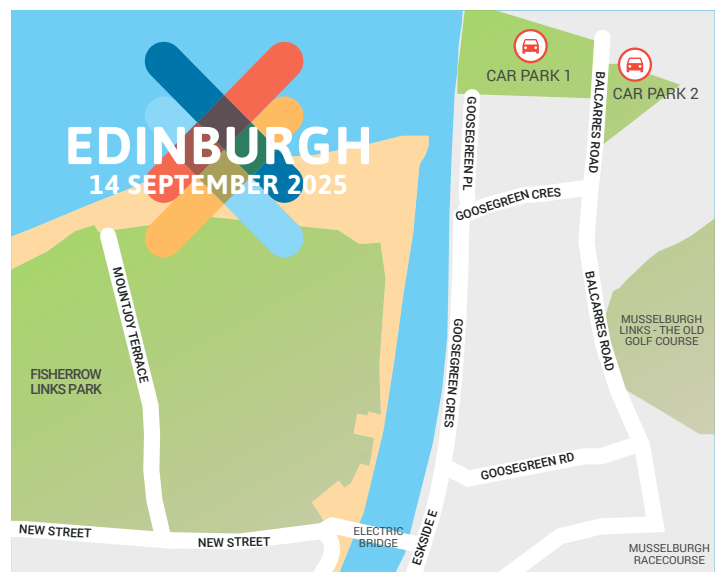 CAR PARK 1
CAR PARK 2
BALCARRES ROAD
GOOSEGREEN PL
EDINBURGH
14 SEPTEMBER 2025
GOOSEGREEN CRES
MOUNTJOY TERRACE
BALCARRES ROAD
MUSSELBURGH
LINKS - THE OLD
GOLF COURSE
GOOSEGREEN CRES
FISHERROW
LINKS PARK
GOOSEGREEN RD
NEW STREET
NEW STREET
ELECTRIC
BRIDGE
ESKSIDE E
MUSSELBURGH
RACECOURSE